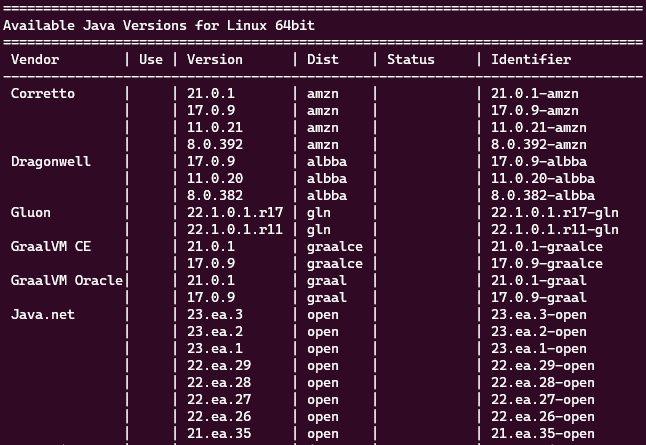 ================================================================================
Available Java Versions for Linux 64bit
================================================================================
 Vendor        | Use | Version      | Dist    | Status     | Identifier
--------------------------------------------------------------------------------
 Corretto      |     | 21.0.1       | amzn    |            | 21.0.1-amzn
               |     | 17.0.9       | amzn    |            | 17.0.9-amzn
               |     | 11.0.21      | amzn    |            | 11.0.21-amzn
               |     | 8.0.392      | amzn    |            | 8.0.392-amzn
 Dragonwell    |     | 17.0.9       | albba   |            | 17.0.9-albba
               |     | 11.0.20      | albba   |            | 11.0.20-albba
               |     | 8.0.382      | albba   |            | 8.0.382-albba
 Gluon         |     | 22.1.0.1.r17 | gln     |            | 22.1.0.1.r17-gln
               |     | 22.1.0.1.r11 | gln     |            | 22.1.0.1.r11-gln
 GraalVM CE    |     | 21.0.1       | graalce |            | 21.0.1-graalce
               |     | 17.0.9       | graalce |            | 17.0.9-graalce
 GraalVM Oracle|     | 21.0.1       | graal   |            | 21.0.1-graal
               |     | 17.0.9       | graal   |            | 17.0.9-graal
 Java.net      |     | 23.ea.3      | open    |            | 23.ea.3-open
               |     | 23.ea.2      | open    |            | 23.ea.2-open
               |     | 23.ea.1      | open    |            | 23.ea.1-open
               |     | 22.ea.29     | open    |            | 22.ea.29-open
               |     | 22.ea.28     | open    |            | 22.ea.28-open
               |     | 22.ea.27     | open    |            | 22.ea.27-open
               |     | 22.ea.26     | open    |            | 22.ea.26-open
               |     | 21.ea.35     | open    |            | 21.ea.35-open